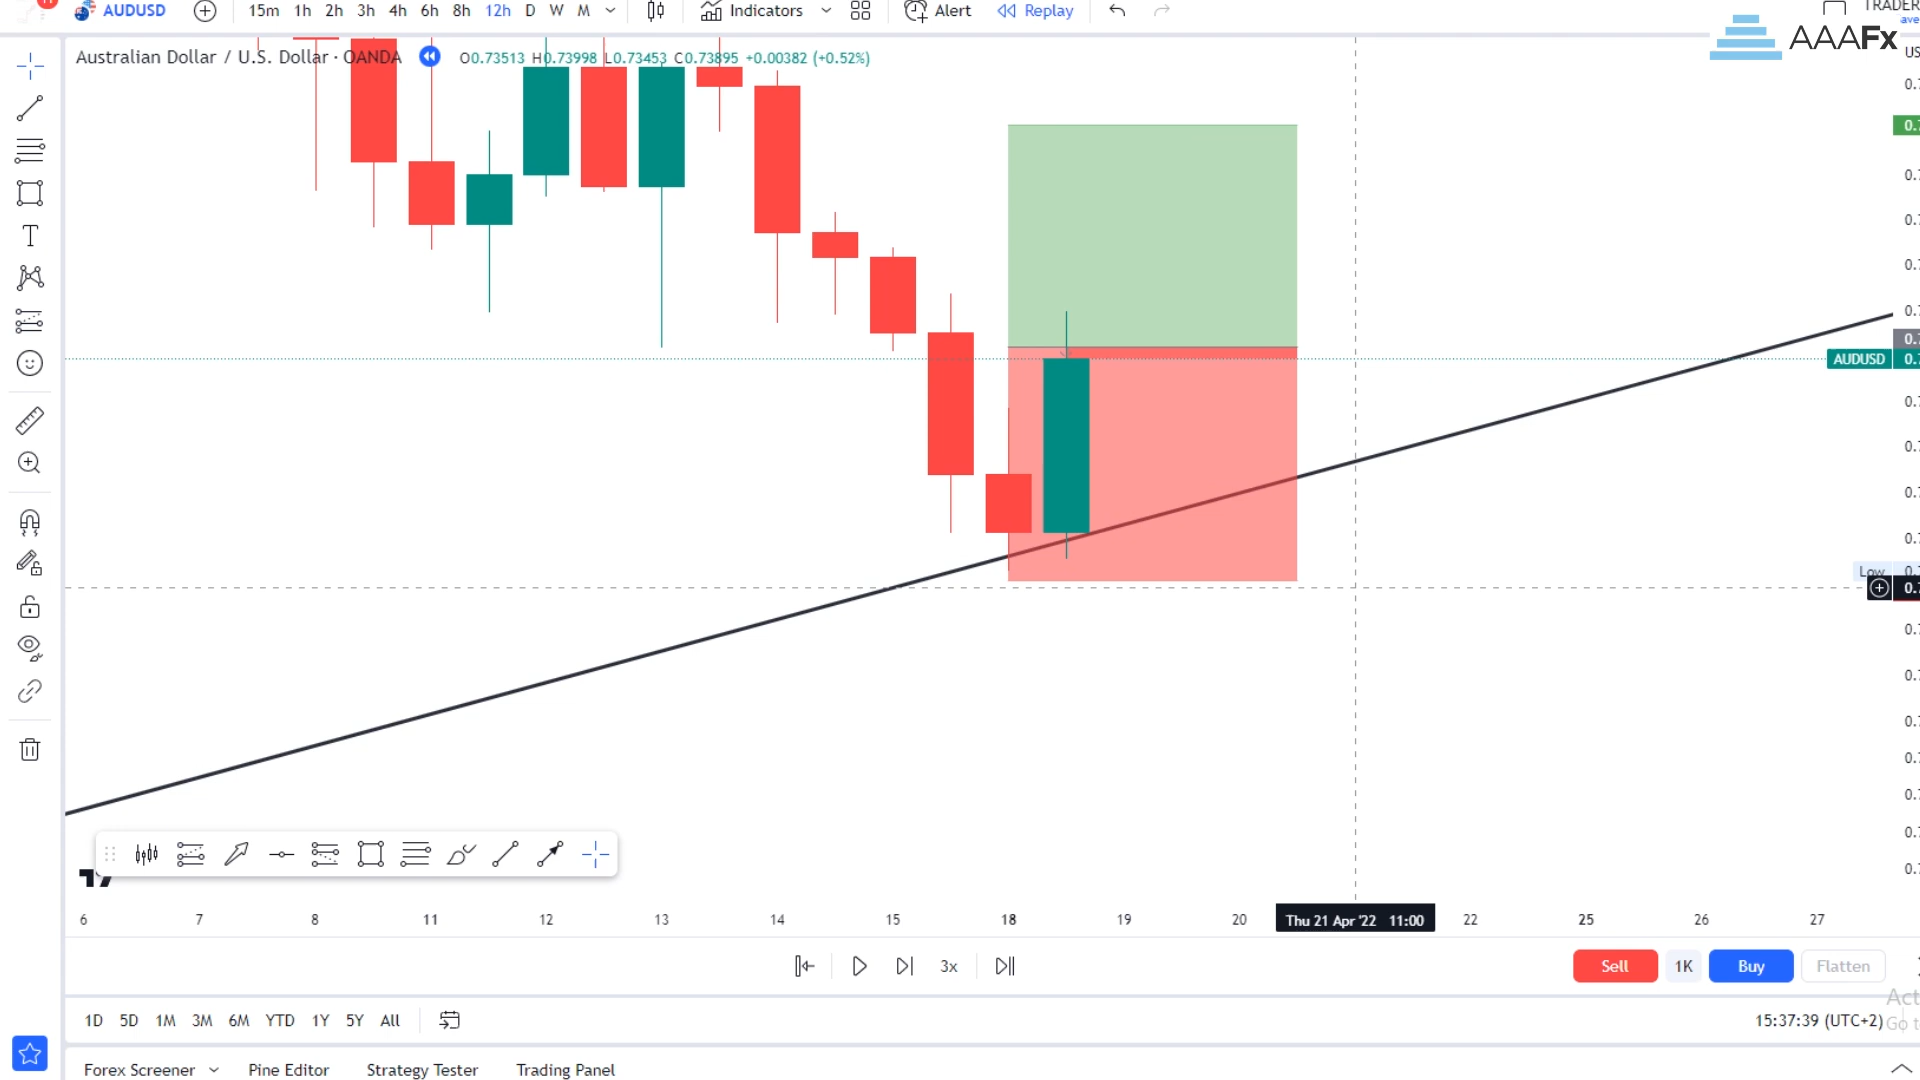 AUDUSD 15m 1h 2h 3h 4h 6h 8h 12h D W M Indicators Alert Replay
AAAFx
Australian Dollar / U.S. Dollar · OANDA O0.73513 H0.73998 L0.73453 C0.73895 +0.00382 (+0.52%)
AUDUSD
Low
6 7 8 11 12 13 14 15 18 19 20 Thu 21 Apr '22 11:00 22 25 26 27
3x Sell 1K Buy Flatten
1D 5D 1M 3M 6M YTD 1Y 5Y All 15:37:39 (UTC+2)
Forex Screener Pine Editor Strategy Tester Trading Panel